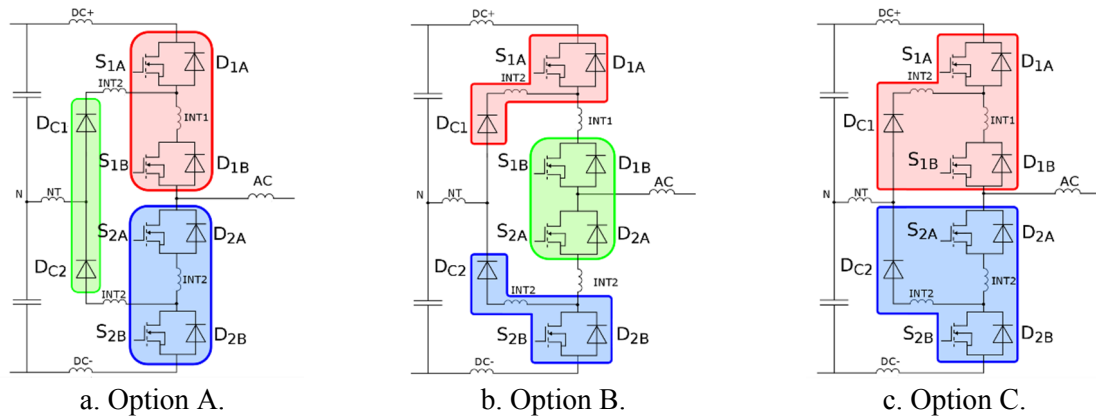 DC+
S1A
D1A
INT2
DC1
INT1
S1B
D1B
N
NT
AC
S2A
D2A
DC2
INT2
INT2
S2B
D2B
DC-
a. Option A.
DC+
S1A
D1A
INT2
DC1
INT1
S1B
D1B
N
NT
AC
S2A
D2A
DC2
INT2
INT2
S2B
D2B
DC-
b. Option B.
DC+
S1A
D1A
INT2
DC1
INT1
S1B
D1B
N
NT
AC
S2A
D2A
DC2
INT2
INT2
S2B
D2B
DC-
c. Option C.